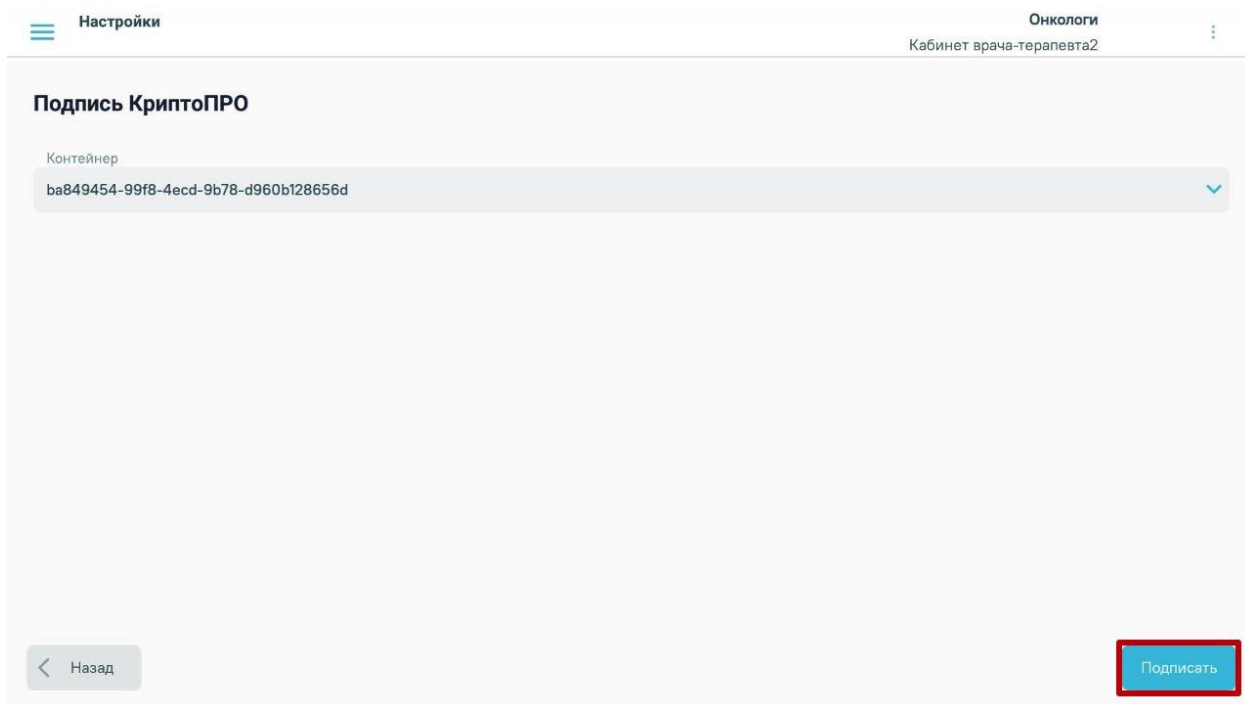 Настройки
Онкологи
Кабинет врача-терапевта2
Подпись КриптоПРО
Контейнер
ba849454-99f8-4ecd-9b78-d960b128656d
Назад
Подписать